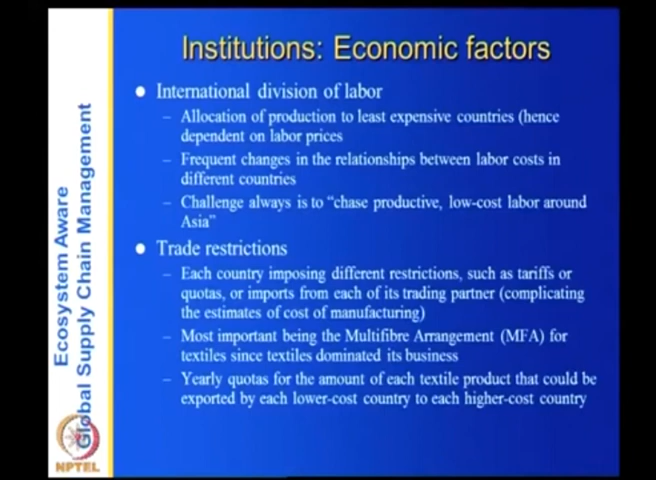 Institutions: Economic factors
International division of labor
– Allocation of production to least expensive countries (hence
dependent on labor prices
– Frequent changes in the relationships between labor costs in
different countries
– Challenge always is to “chase productive, low-cost labor around
Asia”
Trade restrictions
– Each country imposing different restrictions, such as tariffs or
quotas, or imports from each of its trading partner (complicating
the estimates of cost of manufacturing)
– Most important being the Multifibre Arrangement (MFA) for
textiles since textiles dominated its business
– Yearly quotas for the amount of each textile product that could be
exported by each lower-cost country to each higher-cost country
Ecosystem Aware
Global Supply Chain Management
NPTEL